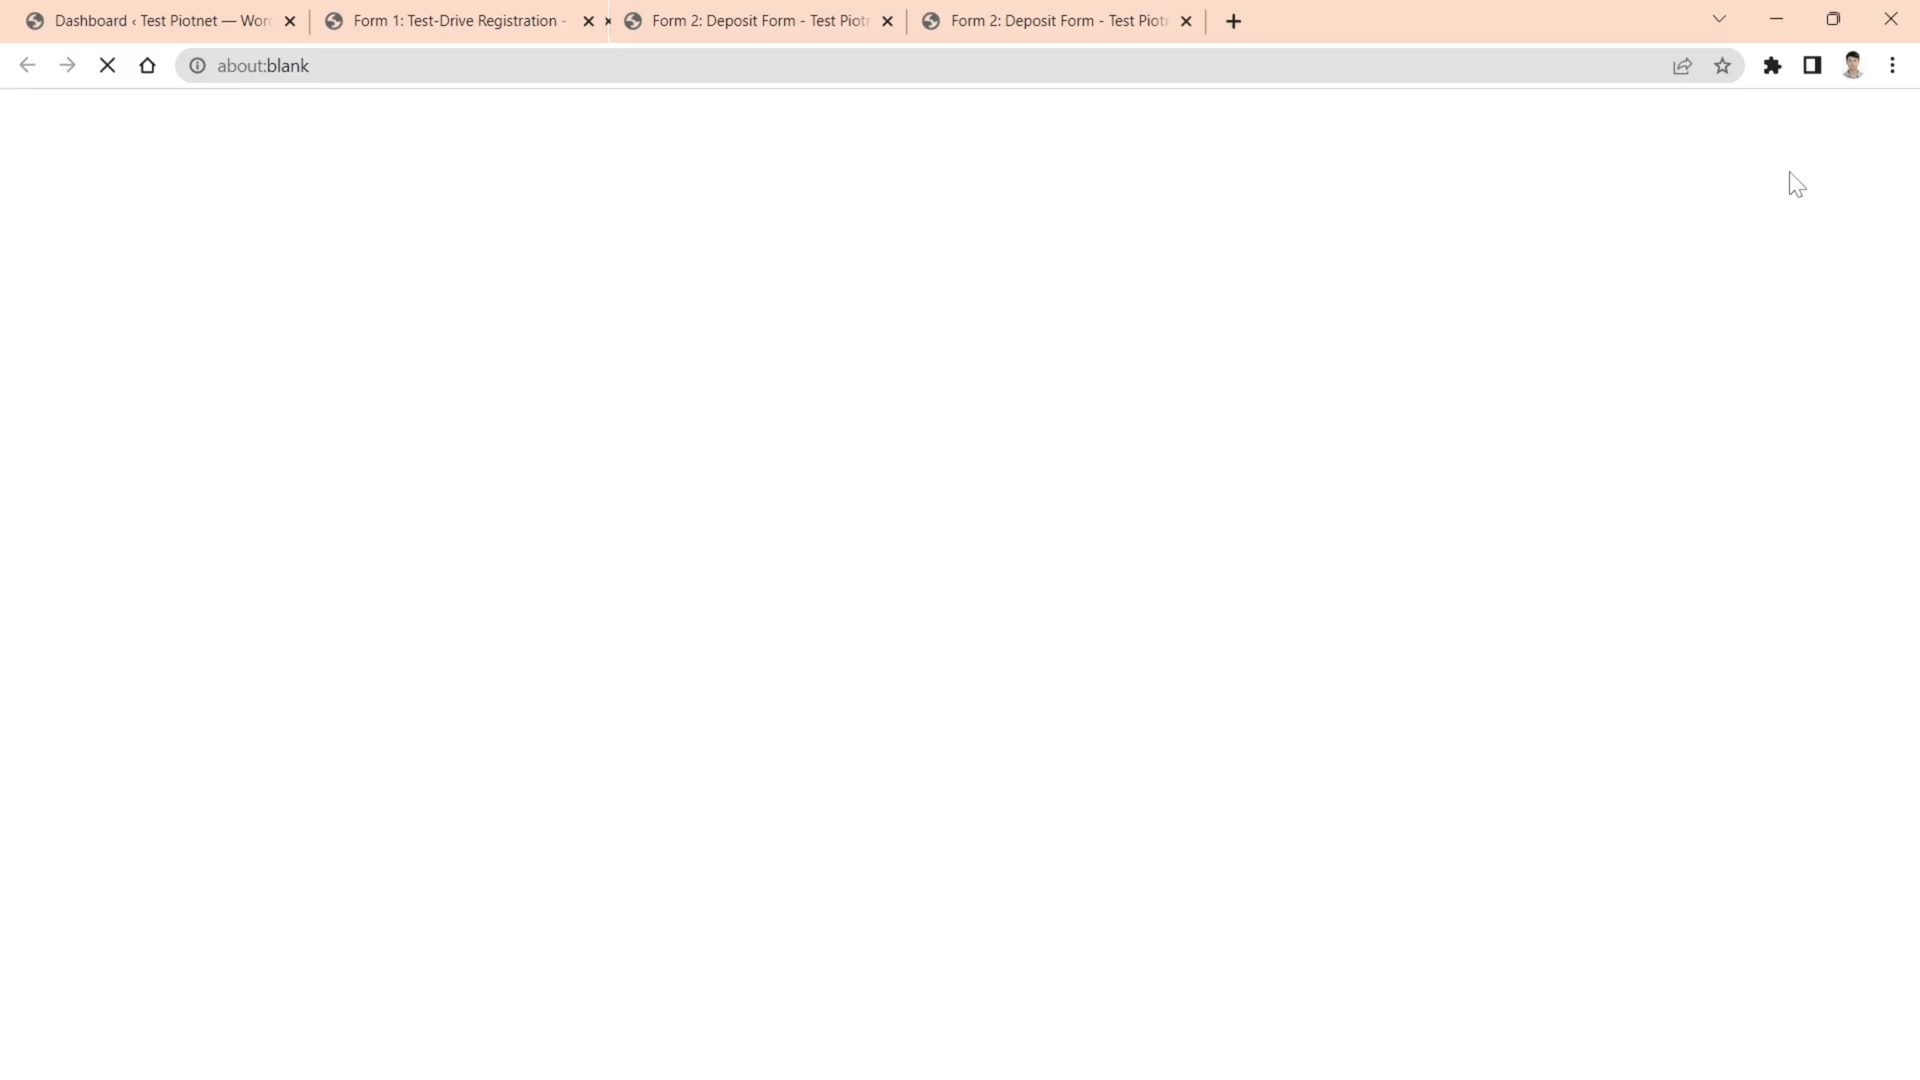 Dashboard ‹ Test Piotnet — Wor
Form 1: Test-Drive Registration -
Form 2: Deposit Form - Test Piot
Form 2: Deposit Form - Test Piot
about:blank